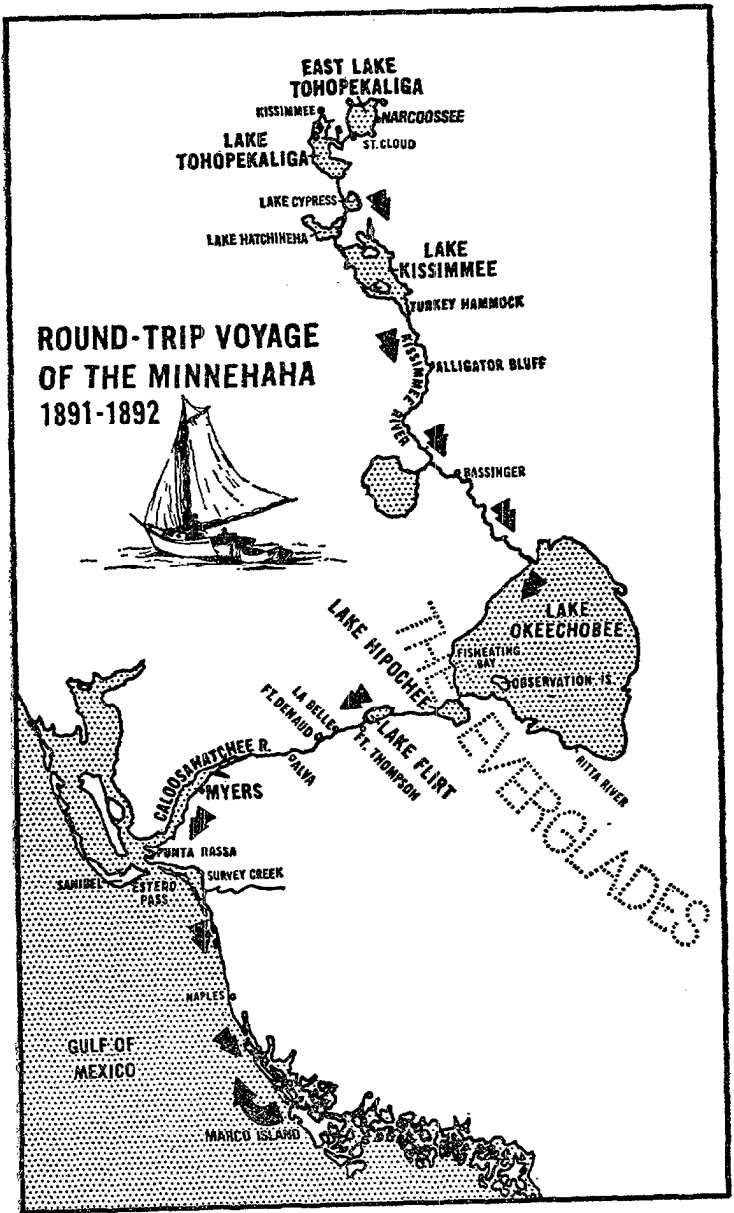 EAST LAKE
TOHOPEKALIGA
KISSIMMEE
NARCOOSSEE
ST. CLOUD
LAKE
TOHOPEKALIGA
LAKE CYPRESS
LAKE HATCHINEHA
LAKE
KISSIMMEE
TURKEY HAMMOCK
ROUND-TRIP VOYAGE
OF THE MINNEHAHA
1891-1892
KISSIMMEE RIVER
ALLIGATOR BLUFF
BASSINGER
LAKE
OKEECHOBEE
FISHEATING
BAY
OBSERVATION IS.
LAKE HIPOCHEE
THE
EVERGLADES
RITTA RIVER
LA BELLE
FT. DENAUD
LAKE FLIRT
FT. THOMPSON
ALVA
CALOOSAHATCHEE R.
MYERS
PUNTA RASSA
SANIBEL
ESTERO
PASS
SURVEY CREEK
NAPLES
GULF OF
MEXICO
MARCO ISLAND